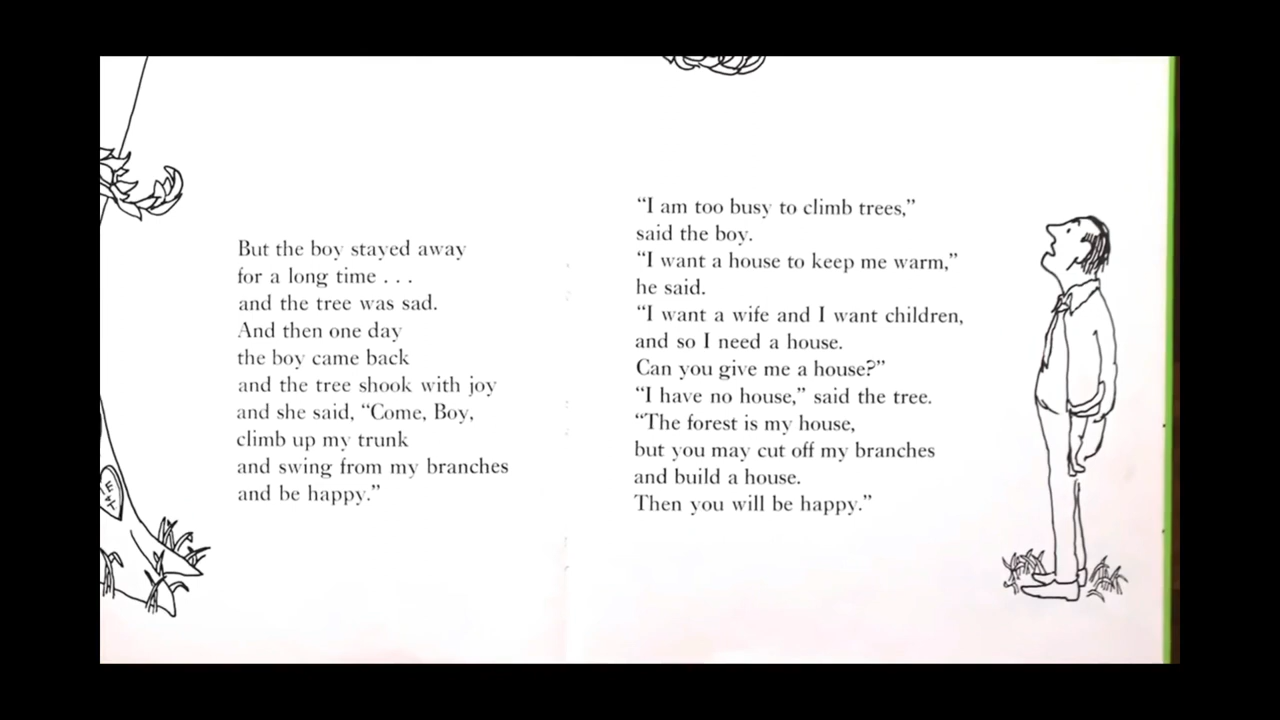 But the boy stayed away
for a long time . . .
and the tree was sad.
And then one day
the boy came back
and the tree shook with joy
and she said, “Come, Boy,
climb up my trunk
and swing from my branches
and be happy.”
“I am too busy to climb trees,”
said the boy.
“I want a house to keep me warm,”
he said.
“I want a wife and I want children,
and so I need a house.
Can you give me a house?”
“I have no house,” said the tree.
“The forest is my house,
but you may cut off my branches
and build a house.
Then you will be happy.”